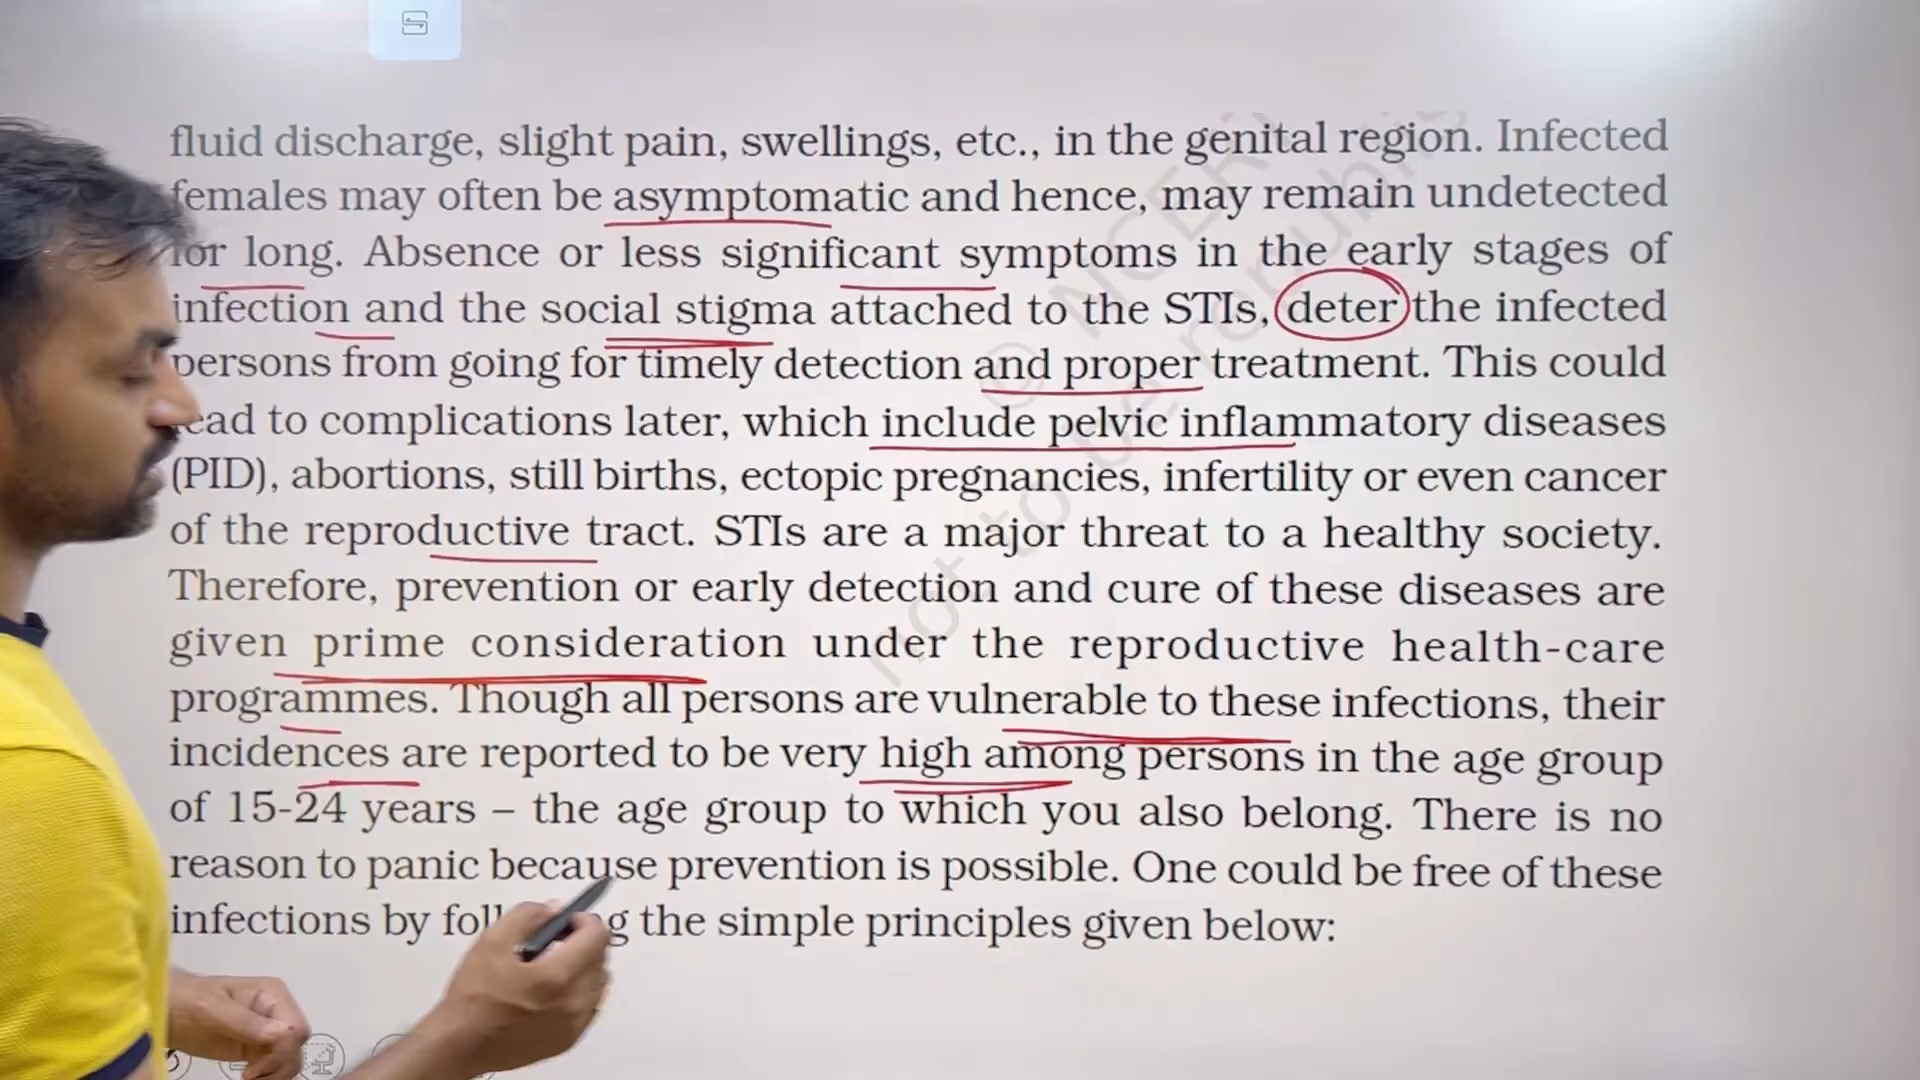 fluid discharge, slight pain, swellings, etc., in the genital region. Infected
females may often be asymptomatic and hence, may remain undetected
for long. Absence or less significant symptoms in the early stages of
infection and the social stigma attached to the STIs, deter the infected
persons from going for timely detection and proper treatment. This could
lead to complications later, which include pelvic inflammatory diseases
(PID), abortions, still births, ectopic pregnancies, infertility or even cancer
of the reproductive tract. STIs are a major threat to a healthy society.
Therefore, prevention or early detection and cure of these diseases are
given prime consideration under the reproductive health-care
programmes. Though all persons are vulnerable to these infections, their
incidences are reported to be very high among persons in the age group
of 15-24 years – the age group to which you also belong. There is no
reason to panic because prevention is possible. One could be free of these
infections by the simple principles given below:
not to be